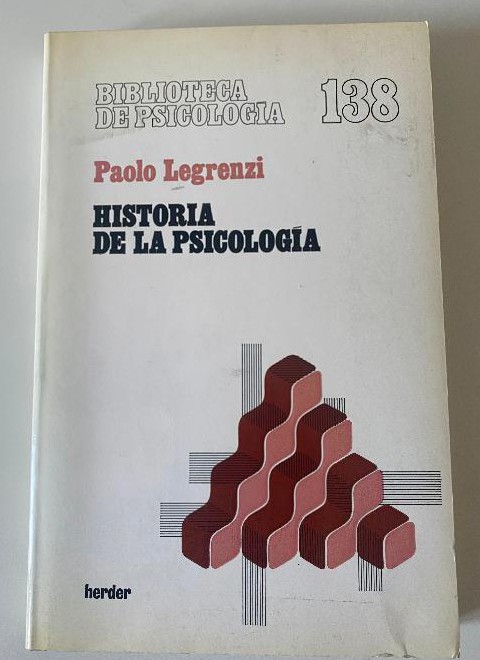 BIBLIOTECA
DE PSICOLOGIA 138
Paolo Legrenzi
HISTORIA
DE LA PSICOLOGÍA
herder